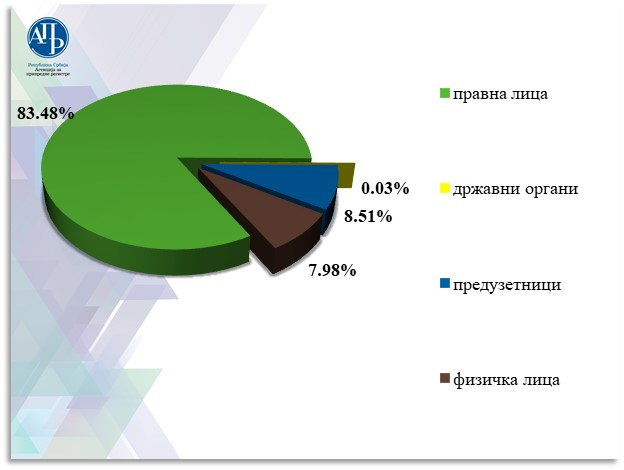 АПР
Република Србија
Агенција за
привредне регистре
83.48%
0.03%
8.51%
7.98%
правна лица
државни органи
предузетници
физичка лица